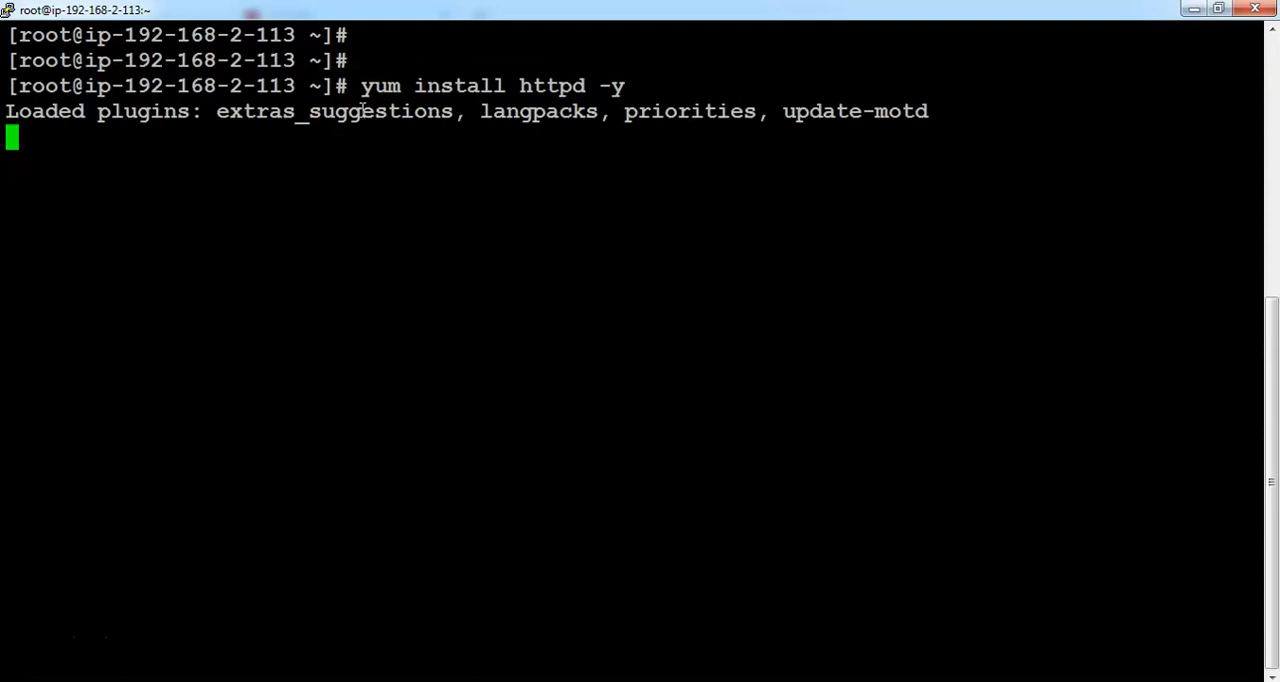 root@ip-192-168-2-113:~
[root@ip-192-168-2-113 ~]#
[root@ip-192-168-2-113 ~]#
[root@ip-192-168-2-113 ~]# yum install httpd -y
Loaded plugins: extras_suggestions, langpacks, priorities, update-motd